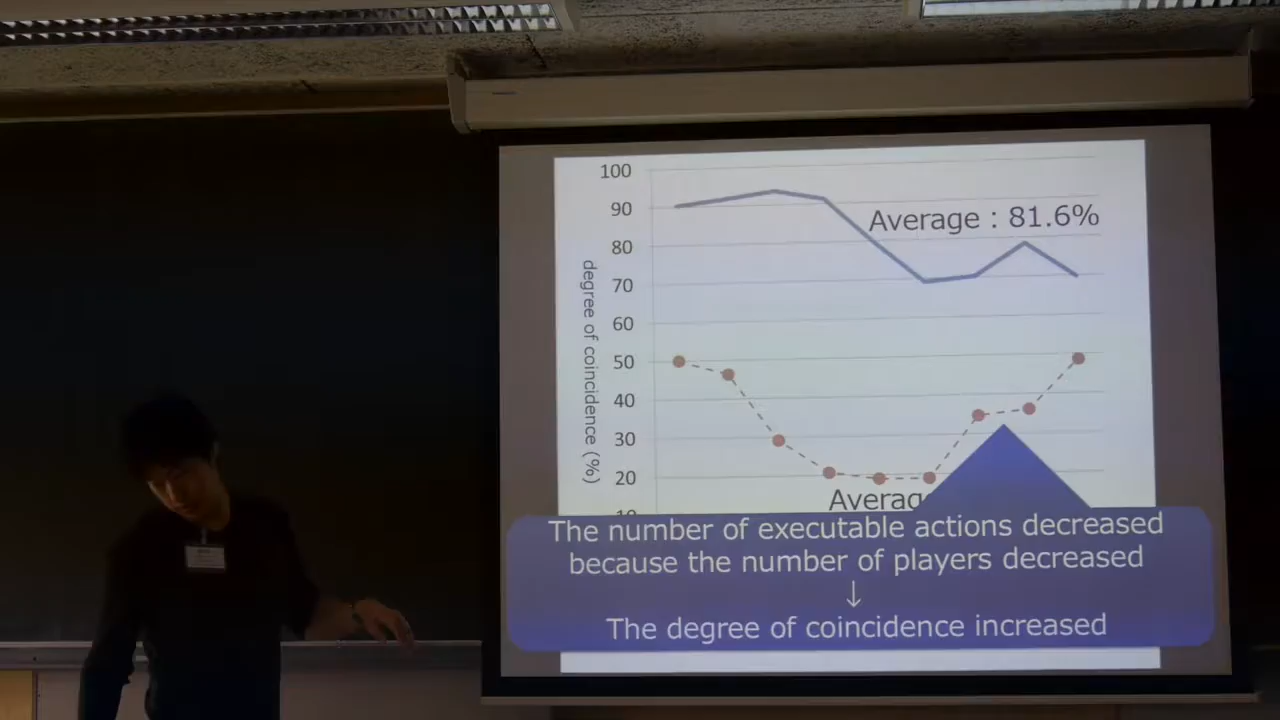 100
90
Average : 81.6%
80
70
60
50
40
30
20
degree of coincidence (%)
The number of executable actions decreased
because the number of players decreased
↓
The degree of coincidence increased